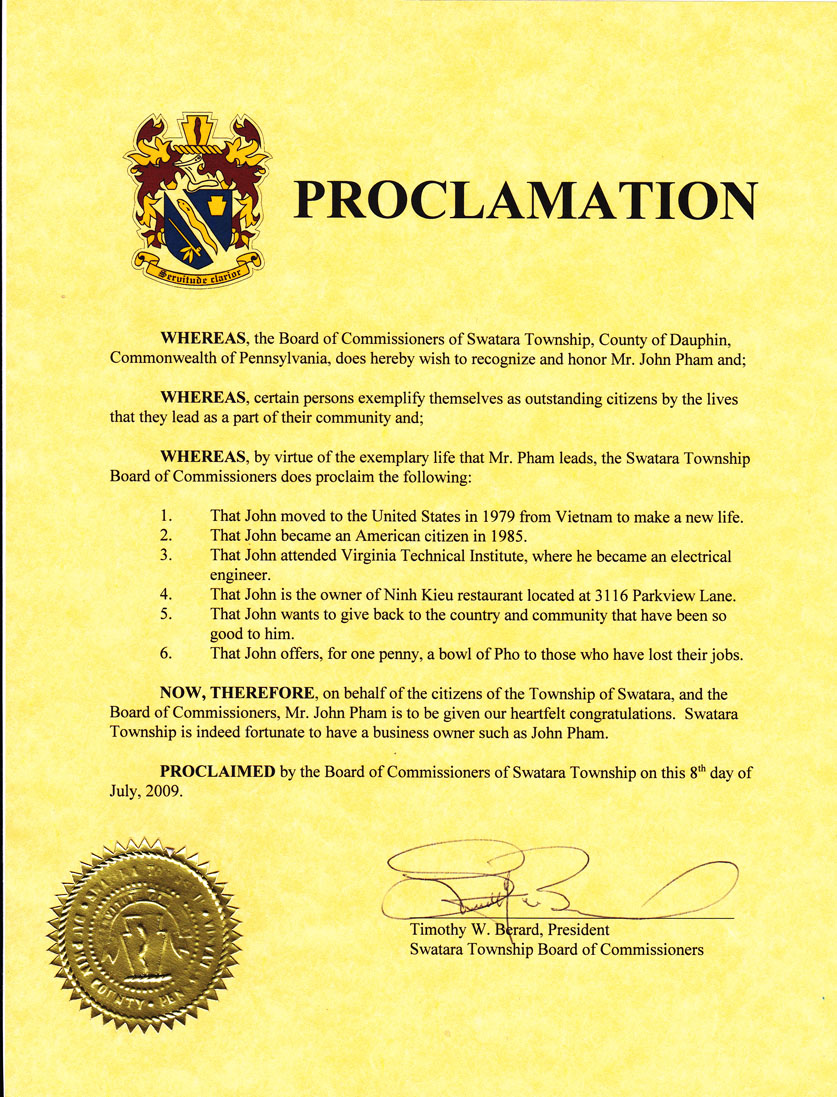 PROCLAMATION
Servitude clarior
WHEREAS, the Board of Commissioners of Swatara Township, County of Dauphin,
Commonwealth of Pennsylvania, does hereby wish to recognize and honor Mr. John Pham and;
WHEREAS, certain persons exemplify themselves as outstanding citizens by the lives
that they lead as a part of their community and;
WHEREAS, by virtue of the exemplary life that Mr. Pham leads, the Swatara Township
Board of Commissioners does proclaim the following:
1. That John moved to the United States in 1979 from Vietnam to make a new life.
2. That John became an American citizen in 1985.
3. That John attended Virginia Technical Institute, where he became an electrical
engineer.
4. That John is the owner of Ninh Kieu restaurant located at 3116 Parkview Lane.
5. That John wants to give back to the country and community that have been so
good to him.
6. That John offers, for one penny, a bowl of Pho to those who have lost their jobs.
NOW, THEREFORE, on behalf of the citizens of the Township of Swatara, and the
Board of Commissioners, Mr. John Pham is to be given our heartfelt congratulations. Swatara
Township is indeed fortunate to have a business owner such as John Pham.
PROCLAIMED by the Board of Commissioners of Swatara Township on this 8th day of
July, 2009.
Timothy W. Berard, President
Swatara Township Board of Commissioners
SWATARA
COUNTY